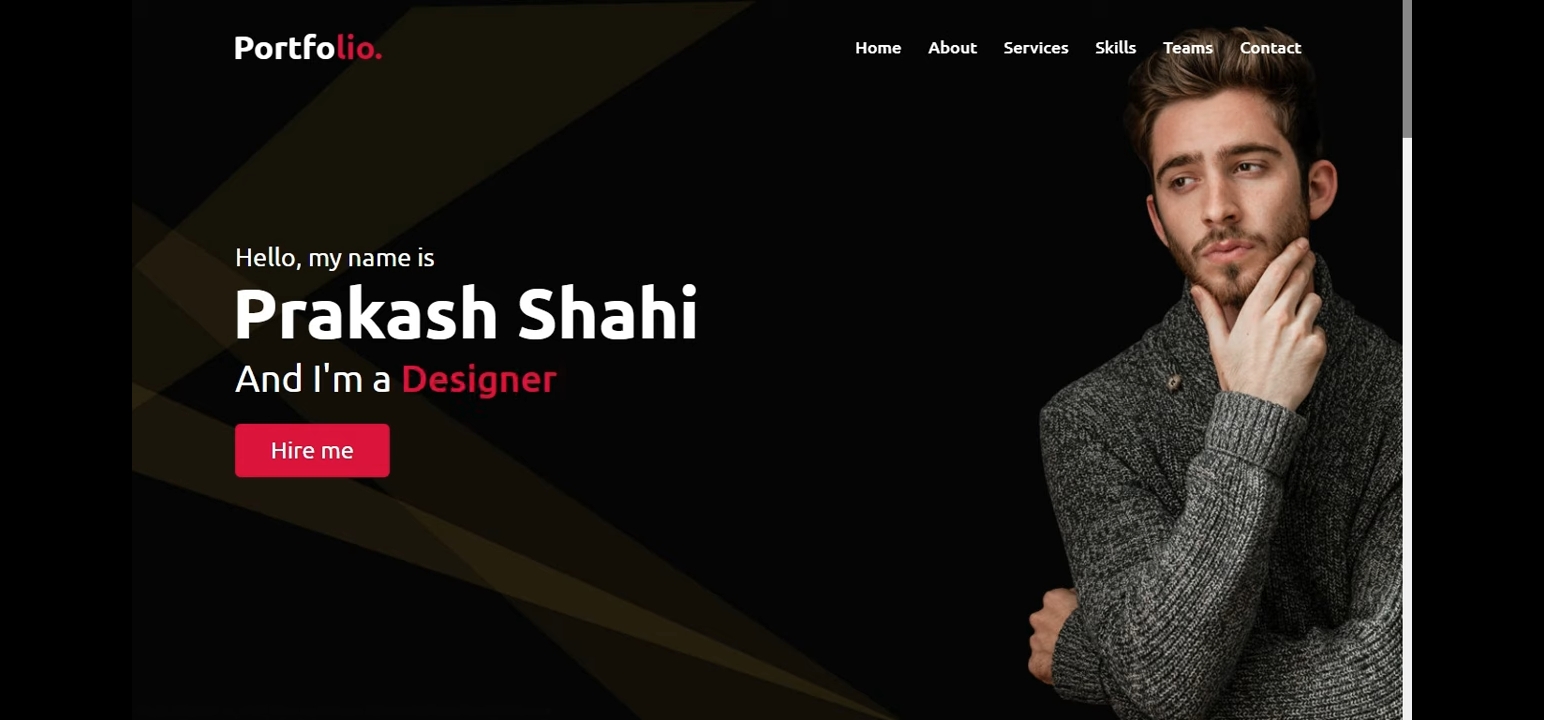 Portfolio.
Home About Services Skills Teams Contact
Hello, my name is
Prakash Shahi
And I'm a Designer
Hire me